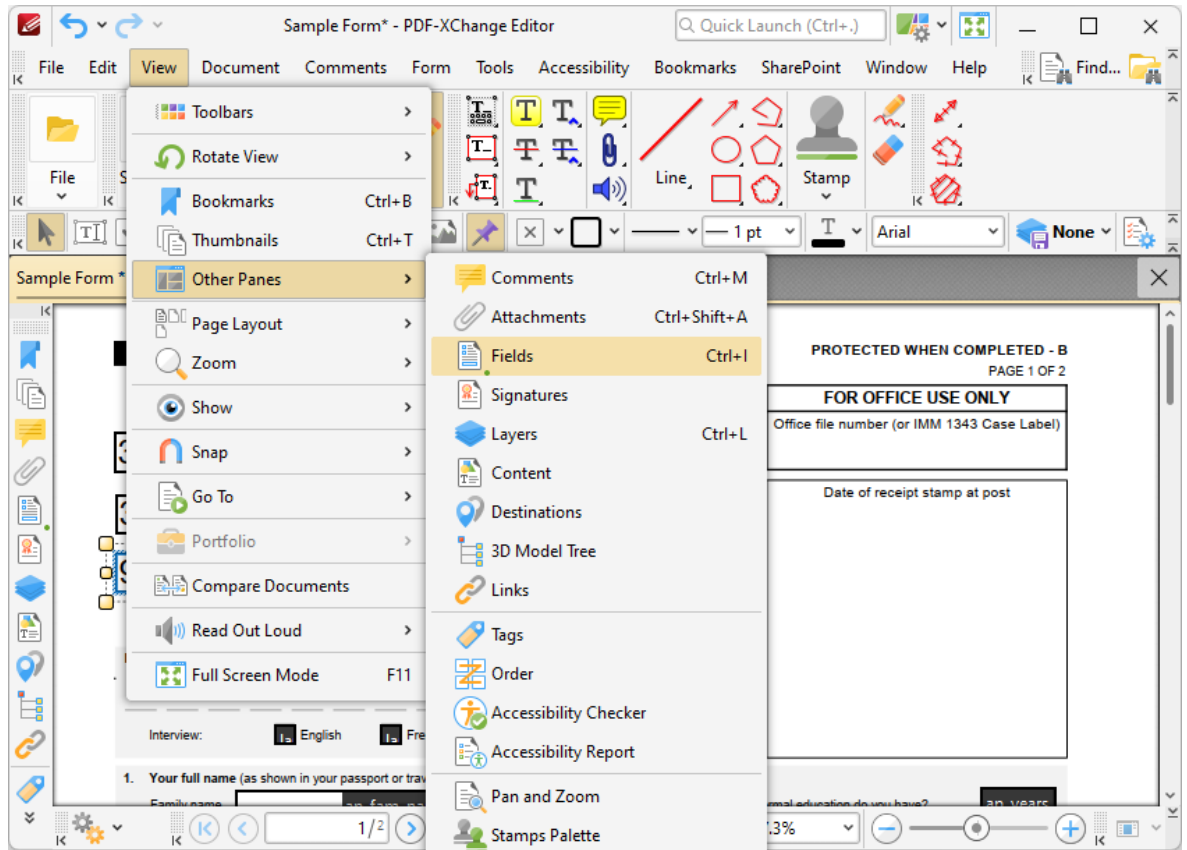 Sample Form* - PDF-XChange Editor
Quick Launch (Ctrl+.)
File Edit View Document Comments Form Tools Accessibility Bookmarks SharePoint Window Help
Find...
File
Line
Stamp
1 pt
Arial
None
Sample Form *
Toolbars
Rotate View
Bookmarks Ctrl+B
Thumbnails Ctrl+T
Other Panes
Page Layout
Zoom
Show
Snap
Go To
Portfolio
Compare Documents
Read Out Loud
Full Screen Mode F11
Comments Ctrl+M
Attachments Ctrl+Shift+A
Fields Ctrl+I
Signatures
Layers Ctrl+L
Content
Destinations
3D Model Tree
Links
Tags
Order
Accessibility Checker
Accessibility Report
Pan and Zoom
Stamps Palette
PROTECTED WHEN COMPLETED - B
PAGE 1 OF 2
FOR OFFICE USE ONLY
Office file number (or IMM 1343 Case Label)
Date of receipt stamp at post
Interview: English
1. Your full name (as shown in your passport or
Family name
education do you have?
1/2